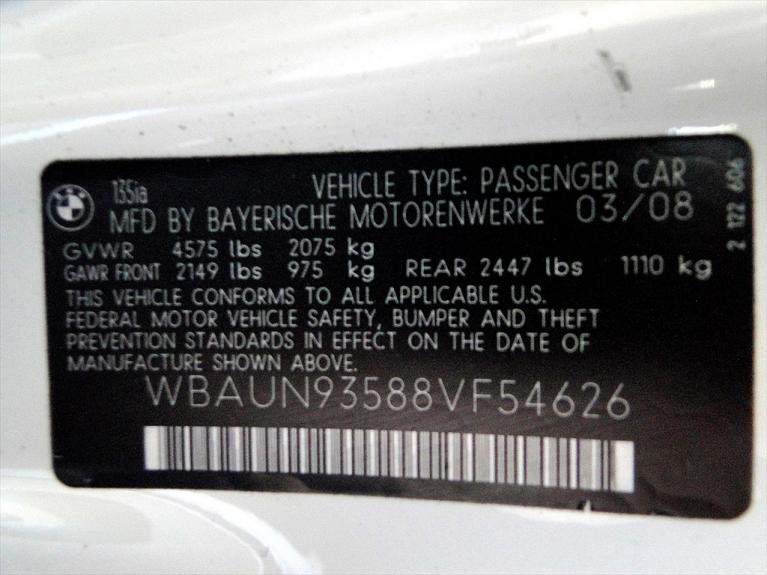 BMW
135ia
VEHICLE TYPE: PASSENGER CAR
MFD BY BAYERISCHE MOTORENWERKE 03/08
GVWR 4575 lbs 2075 kg
GAWR FRONT 2149 lbs 975 kg REAR 2447 lbs 1110 kg
THIS VEHICLE CONFORMS TO ALL APPLICABLE U.S.
FEDERAL MOTOR VEHICLE SAFETY, BUMPER AND THEFT
PREVENTION STANDARDS IN EFFECT ON THE DATE OF
MANUFACTURE SHOWN ABOVE.
WBAUN93588VF54626
2 122 606